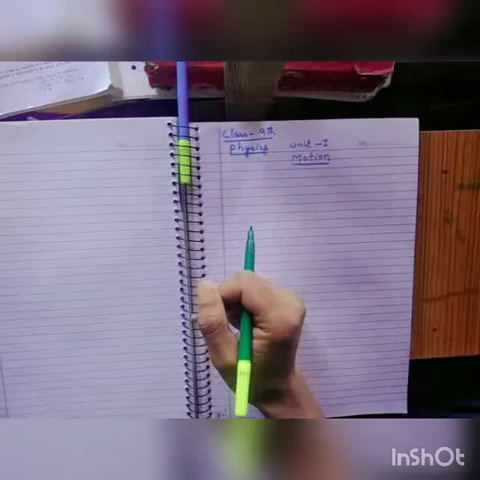 Class - 9th
Physics
Unit - I
Motion
InShOt